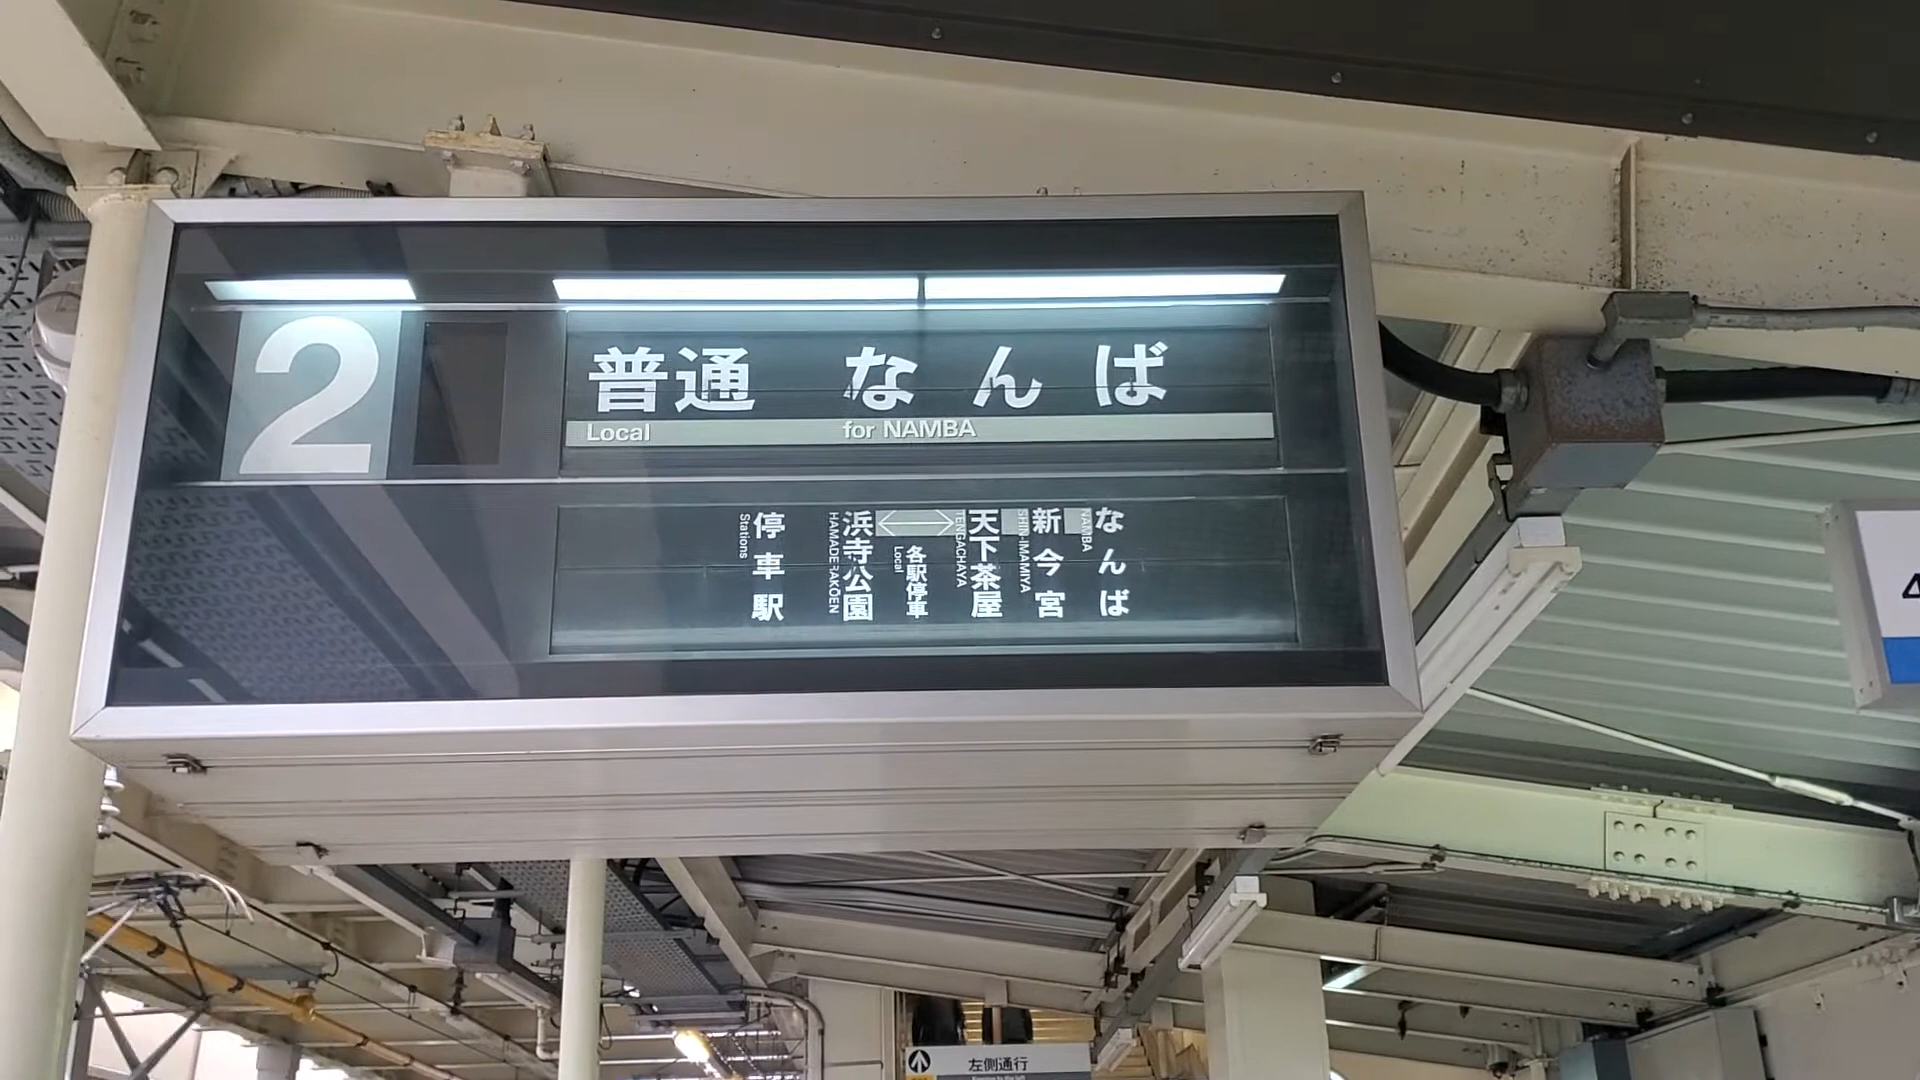 2
普通 なんば
Local for NAMBA
停車駅
Stations
浜寺公園
HAMADERAKŌEN
各駅停車
Local
天下茶屋
TENGACHAYA
新今宮
SHIN-IMAMIYA
なんば
NAMBA
左側通行